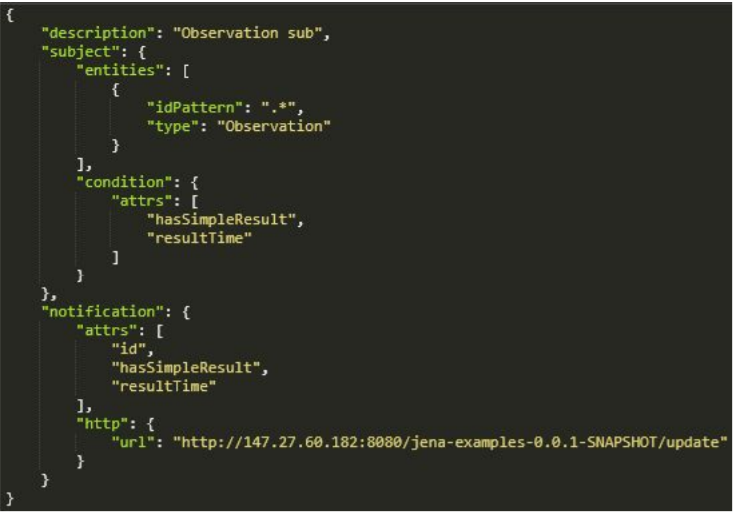 {
    "description": "Observation sub",
    "subject": {
        "entities": [
            {
                "idPattern": ".*",
                "type": "Observation"
            }
        ],
        "condition": {
            "attrs": [
                "hasSimpleResult",
                "resultTime"
            ]
        }
    },
    "notification": {
        "attrs": [
            "id",
            "hasSimpleResult",
            "resultTime"
        ],
        "http": {
            "url": "http://147.27.60.182:8080/jena-examples-0.0.1-SNAPSHOT/update"
        }
    }
}